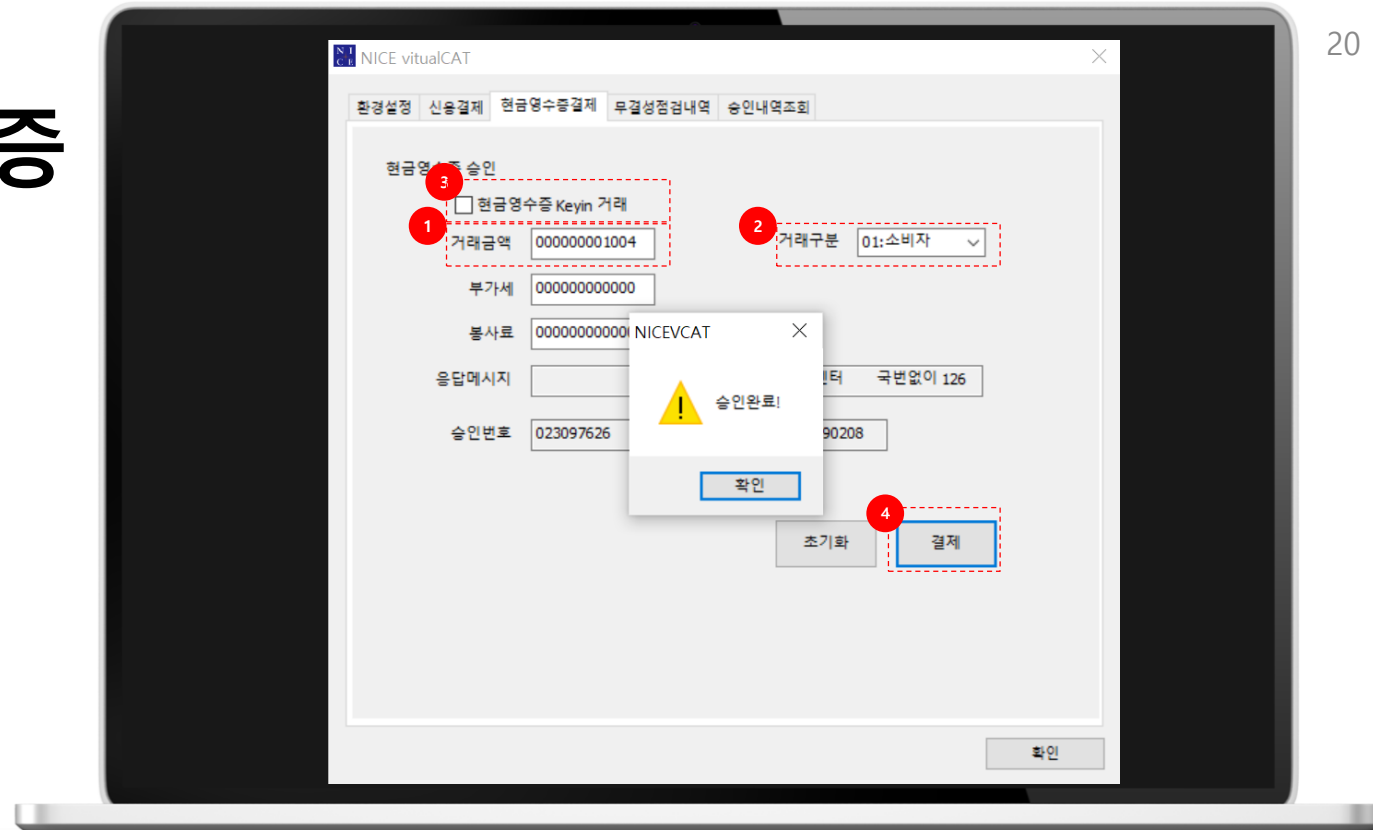 20
증
NICE vitualCAT
환경설정 신용결제 현금영수증결제 무결성점검내역 승인내역조회
현금영 승인
3
현금영수증 Keyin 거래
1 거래금액 000000001004 2 거래구분 01:소비자
부가세 000000000000
봉사료 00000000000
NICEVCAT
응답메시지 센터 국번없이 126
승인완료!
승인번호 023097626 90208
확인
4
초기화 결제
확인